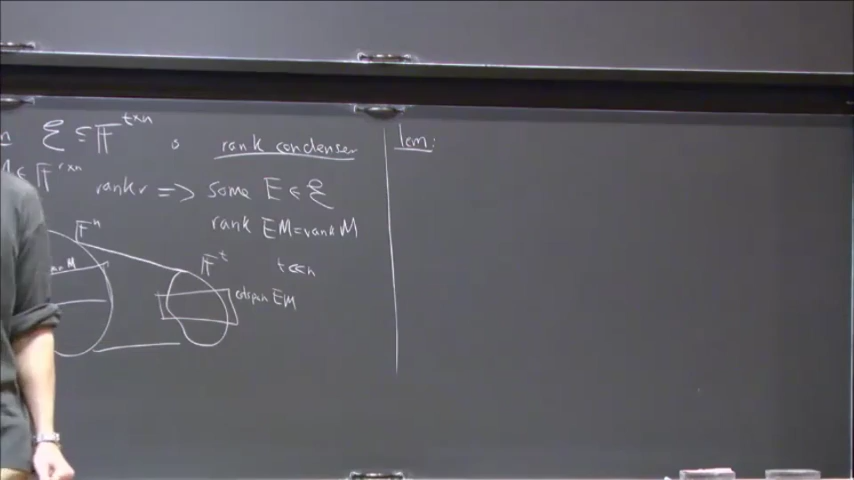 n ℰ ⊆ 𝔽^{t×n} rank condenser
M ∈ 𝔽^{r×n} rank r => some E ∈ ℰ
rank EM = rank M
𝔽^n
𝔽^t t<<n
M
colspan EM
lem: